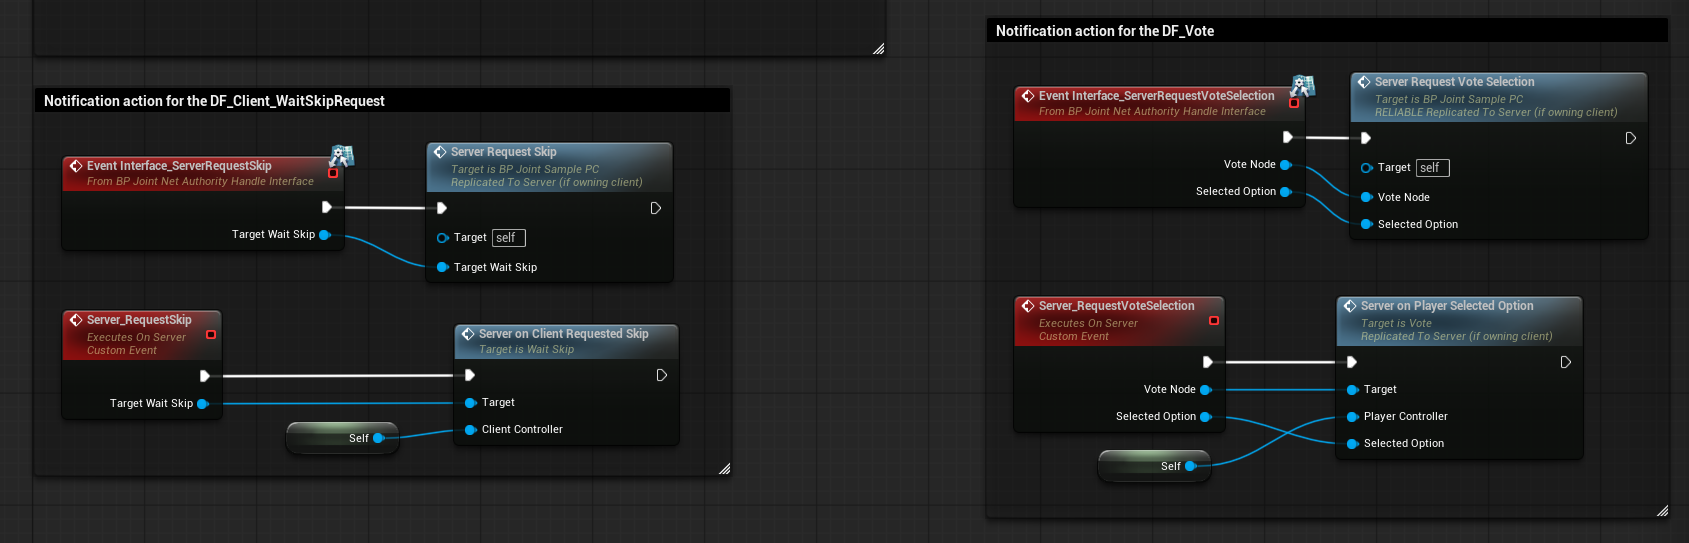 Notification action for the DF_Client_WaitSkipRequest
Event Interface_ServerRequestSkip
From BP Joint Net Authority Handle Interface
Target Wait Skip
Server Request Skip
Target is BP Joint Sample PC
Replicated To Server (if owning client)
Target self
Target Wait Skip
Server_RequestSkip
Executes On Server
Custom Event
Target Wait Skip
Self
Server on Client Requested Skip
Target is Wait Skip
Target
Client Controller
Notification action for the DF_Vote
Event Interface_ServerRequestVoteSelection
From BP Joint Net Authority Handle Interface
Vote Node
Selected Option
Server Request Vote Selection
Target is BP Joint Sample PC
RELIABLE Replicated To Server (if owning client)
Target self
Vote Node
Selected Option
Server_RequestVoteSelection
Executes On Server
Custom Event
Vote Node
Selected Option
Self
Server on Player Selected Option
Target is Vote
Replicated To Server (if owning client)
Target
Player Controller
Selected Option